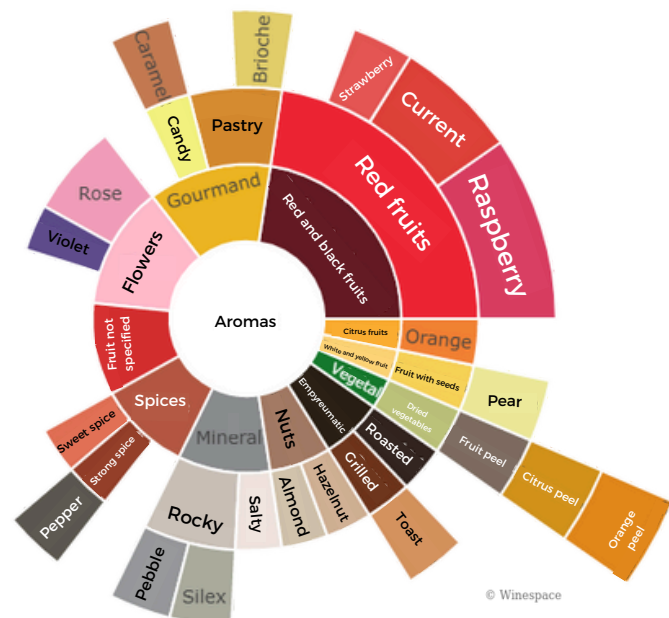 Caramel
Brioche
Strawberry
Current
Candy
Pastry
Red fruits
Raspberry
Rose
Gourmand
Red and black fruits
Violet
Flowers
Aromas
Fruit not
specified
Citrus fruits
Orange
White and yellow fruit
Fruit with seeds
Vegetal
Pear
Spices
Empyreumatic
Dried
vegetables
Sweet spice
Mineral
Nuts
Roasted
Fruit peel
Strong spice
Grilled
Citrus peel
Pepper
Rocky
Salty
Almond
Hazelnut
Toast
Orange
peel
Pebble
Silex
© Winespace